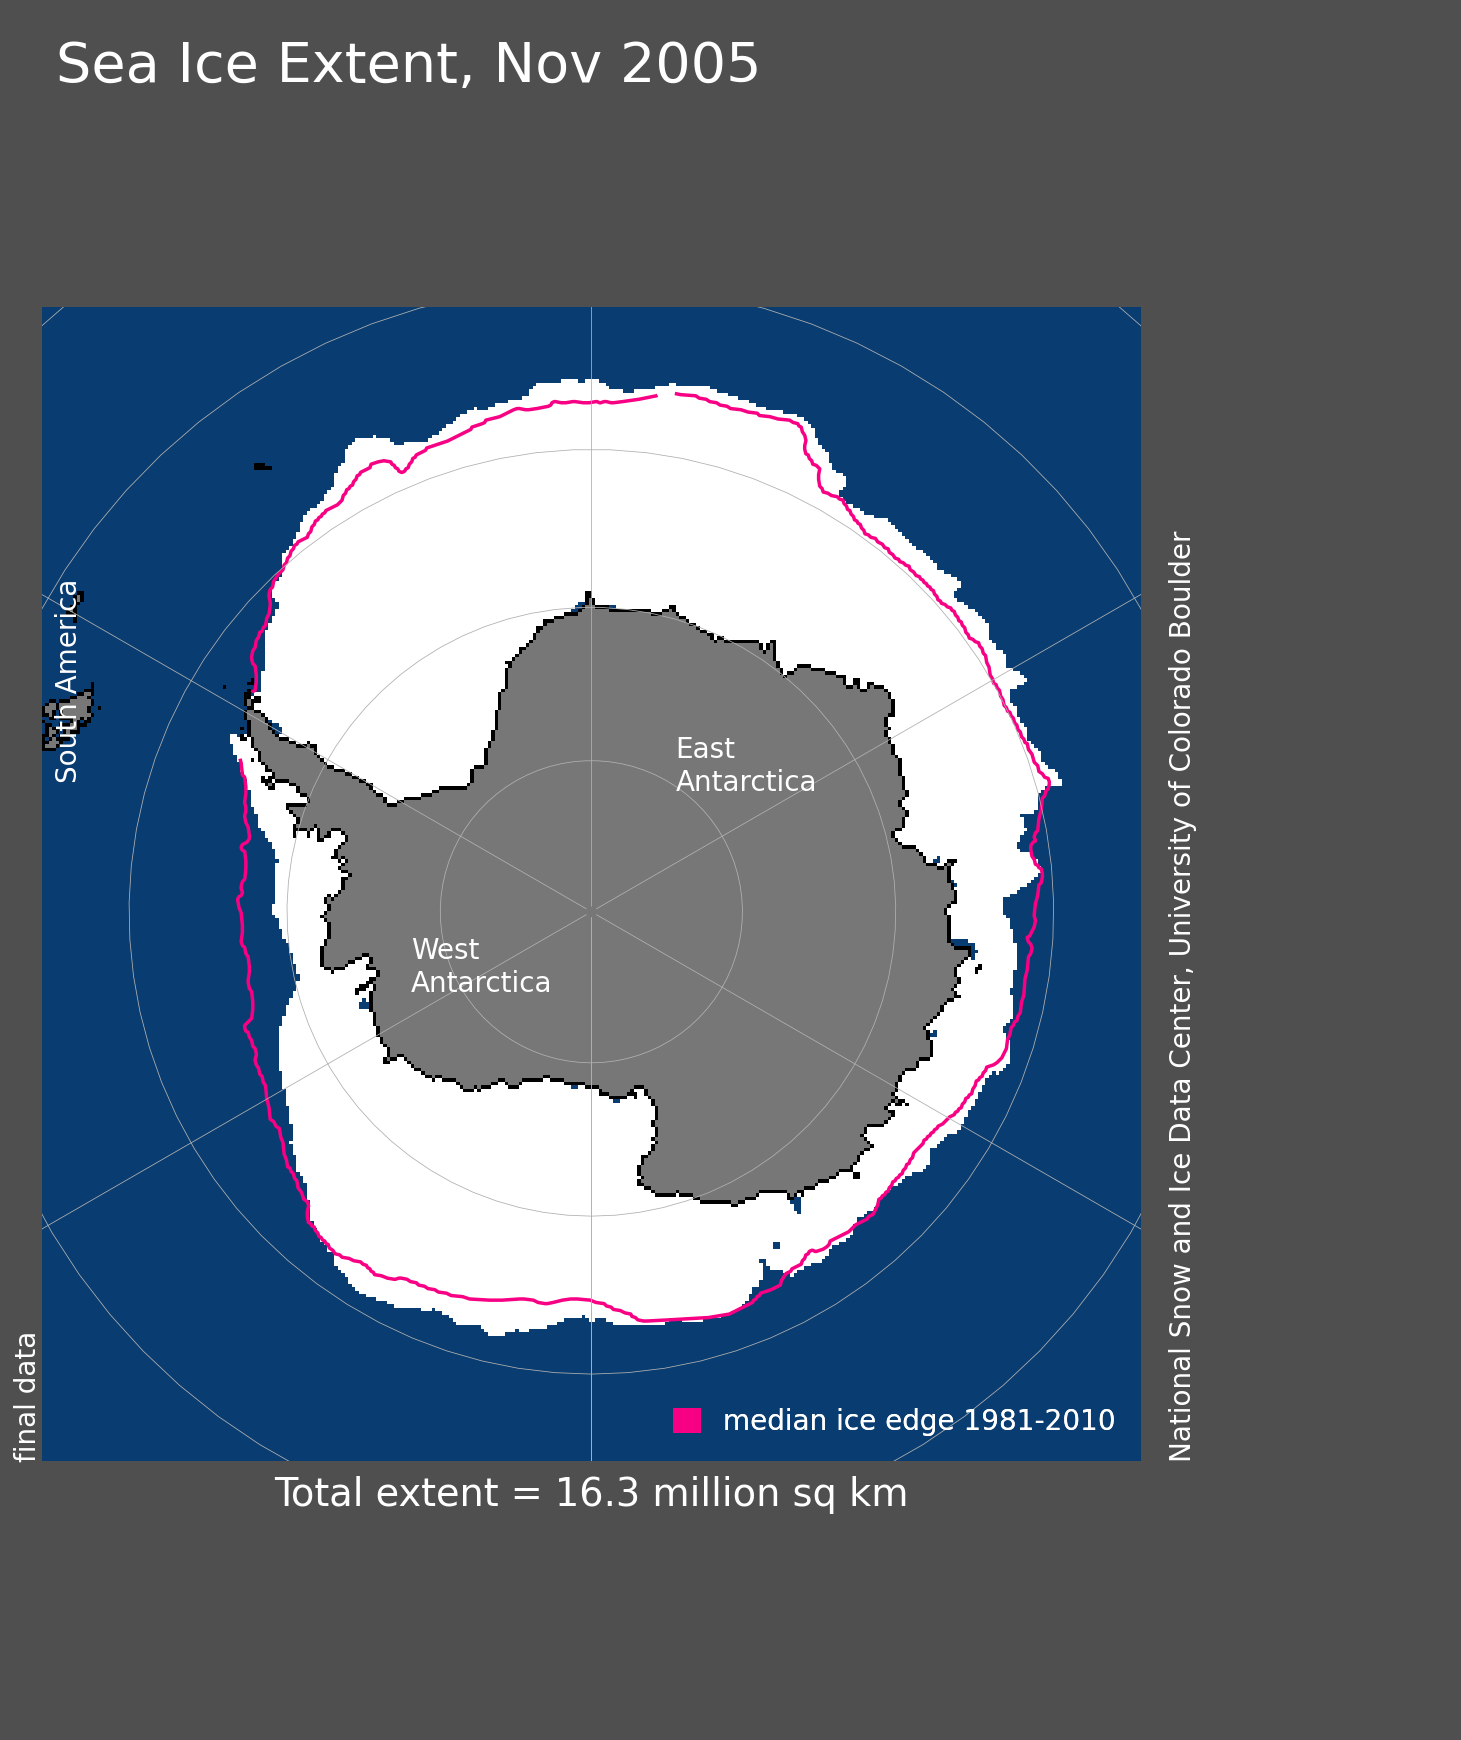 Sea Ice Extent, Nov 2005
South America
East
Antarctica
West
Antarctica
median ice edge 1981-2010
final data
National Snow and Ice Data Center, University of Colorado Boulder
Total extent = 16.3 million sq km